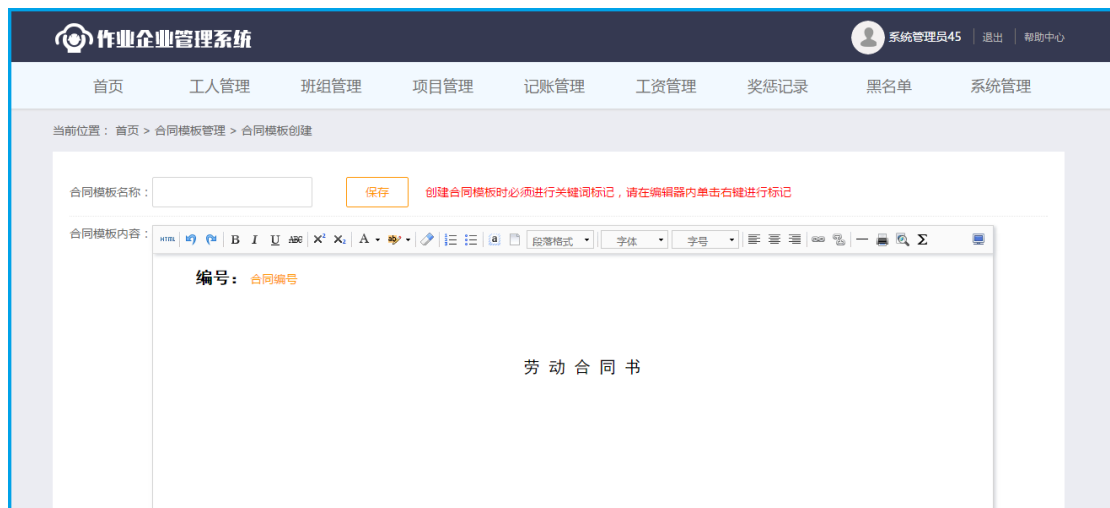 作业企业管理系统
系统管理员45 退出 帮助中心
首页 工人管理 班组管理 项目管理 记账管理 工资管理 奖惩记录 黑名单 系统管理
当前位置： 首页 > 合同模板管理 > 合同模板创建
合同模板名称： 保存 创建合同模板时必须进行关键词标记，请在编辑器内单击右键进行标记
合同模板内容： HTML B I U ABC X² X₂ A ab a 段落格式 字体 字号 Σ
编号： 合同编号
劳 动 合 同 书